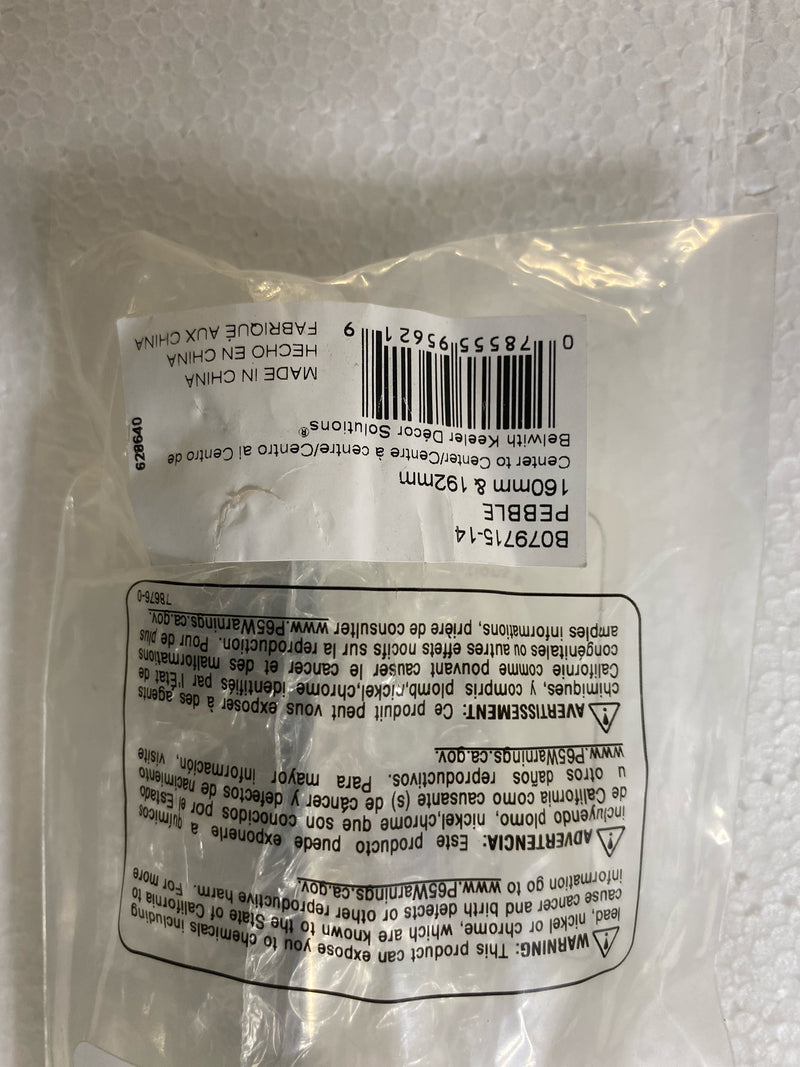 B079715-14
PEBBLE
160mm & 192mm
Center to Center/Centre à centre/Centro al Centro de
Belwith Keeler Décor Solutions®
0 78555 95621 9
MADE IN CHINA
HECHO EN CHINA
FABRIQUÉ AUX CHINA
628640
WARNING: This product can expose you to chemicals including
lead, nickel or chrome, which are known to the State of California to
cause cancer and birth defects or other reproductive harm. For more
information go to www.P65Warnings.ca.gov.
ADVERTENCIA: Este producto puede exponerle a químicos
incluyendo plomo, nickel,chrome que son conocidos por el Estado
de California como causante (s) de cáncer y defectos de nacimiento
u otros daños reproductivos. Para mayor información, visite
www.P65Warnings.ca.gov.
AVERTISSEMENT: Ce produit peut vous exposer à des agents
chimiques, y compris plomb,nickel,chrome identifiés par l'État de
Californie comme pouvant causer le cancer et des malformations
congénitales ou autres effets nocifs sur la reproduction. Pour de plus
amples informations, prière de consulter www.P65Warnings.ca.gov.
78676-0